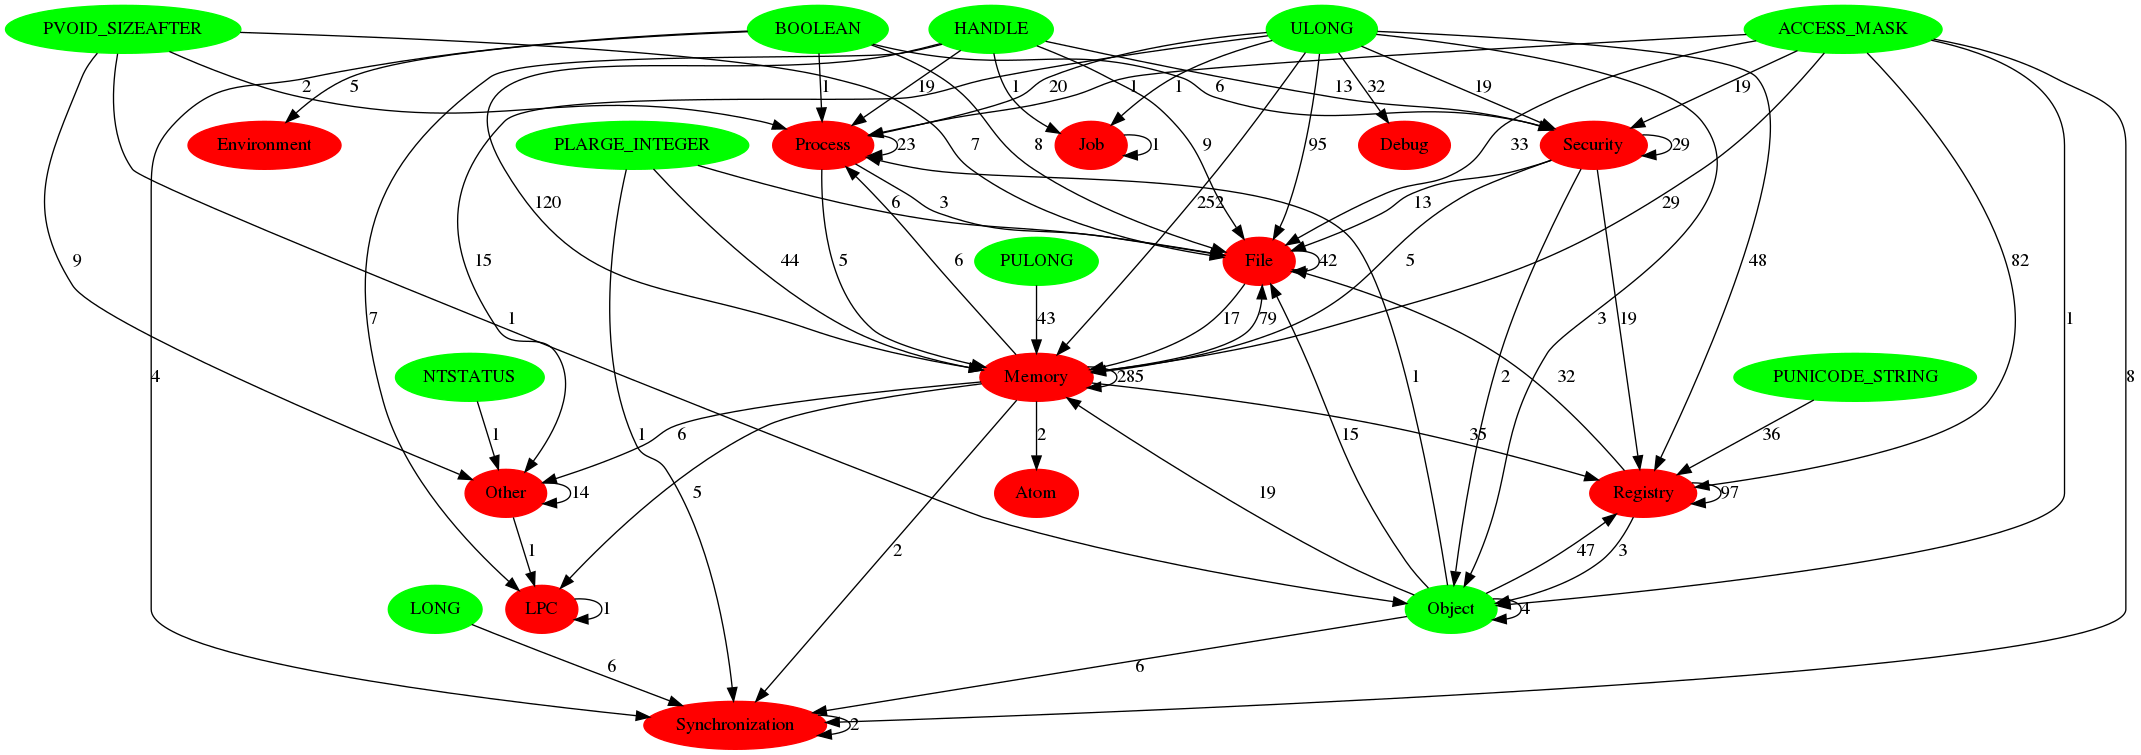 PVOID_SIZEAFTER BOOLEAN HANDLE ULONG ACCESS_MASK
2 5 1 19 1 20 1 1 6 13 32 19 19
Environment PLARGE_INTEGER Process 23 Job 1 Debug Security 29
7 8 9 95 33
120 6 3 252 13 29
9 15 44 5 6 PULONG File 42 5 48 82
7 1 43 17 79 3 19 1
4 NTSTATUS Memory 285 1 2 32 PUNICODE_STRING 8
1 1 6 2 15 35 36
Other 14 5 Atom 19 Registry 97
1 2 47 3
LONG LPC 1 Object 4
6 6
Synchronization 2